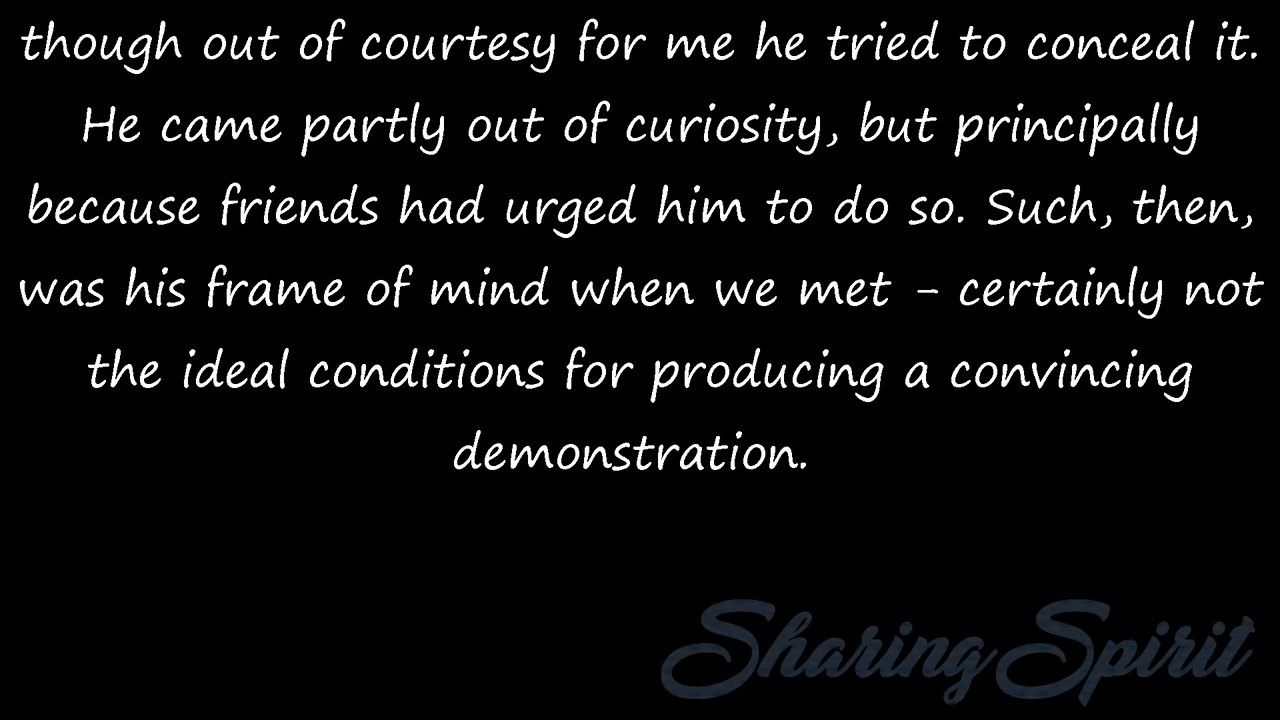 though out of courtesy for me he tried to conceal it.
He came partly out of curiosity, but principally
because friends had urged him to do so. Such, then,
was his frame of mind when we met - certainly not
the ideal conditions for producing a convincing
demonstration.
SharingSpirit